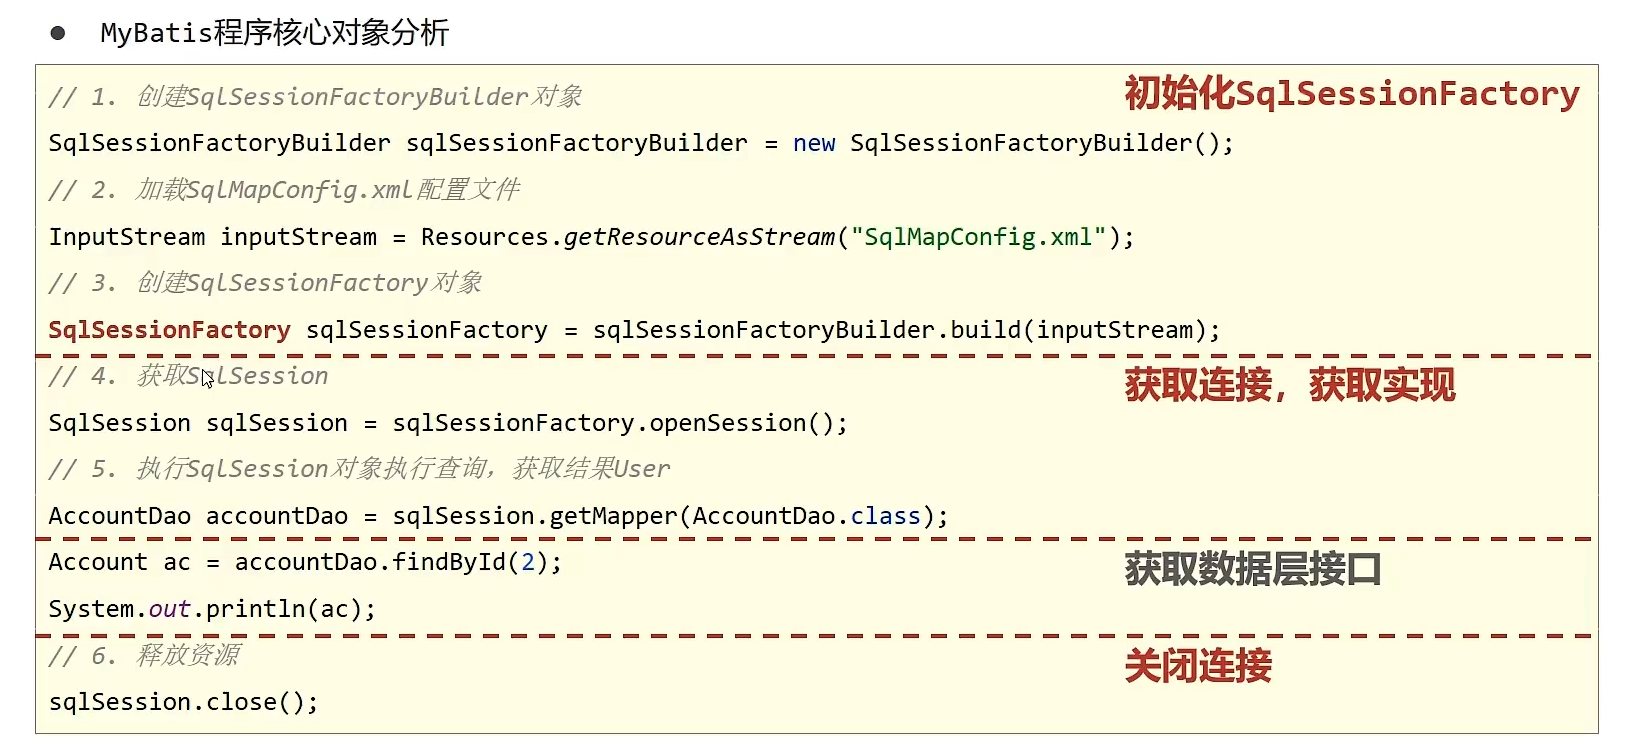 ● MyBatis程序核心对象分析
// 1. 创建SqlSessionFactoryBuilder对象
初始化SqlSessionFactory
SqlSessionFactoryBuilder sqlSessionFactoryBuilder = new SqlSessionFactoryBuilder();
// 2. 加载SqlMapConfig.xml配置文件
InputStream inputStream = Resources.getResourceAsStream("SqlMapConfig.xml");
// 3. 创建SqlSessionFactory对象
SqlSessionFactory sqlSessionFactory = sqlSessionFactoryBuilder.build(inputStream);
// 4. 获取SqlSession
获取连接，获取实现
SqlSession sqlSession = sqlSessionFactory.openSession();
// 5. 执行SqlSession对象执行查询，获取结果User
AccountDao accountDao = sqlSession.getMapper(AccountDao.class);
Account ac = accountDao.findById(2);
获取数据层接口
System.out.println(ac);
// 6. 释放资源
关闭连接
sqlSession.close();